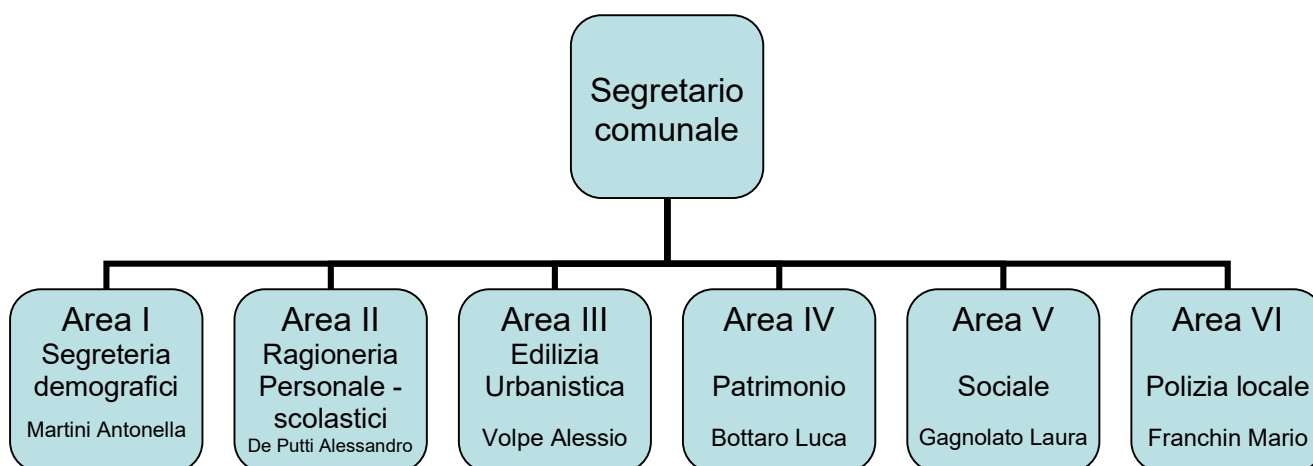 Segretario
comunale
Area I
Segreteria
demografici
Martini Antonella
Area II
Ragioneria
Personale -
scolastici
De Putti Alessandro
Area III
Edilizia
Urbanistica
Volpe Alessio
Area IV
Patrimonio
Bottaro Luca
Area V
Sociale
Gagnolato Laura
Area VI
Polizia locale
Franchin Mario